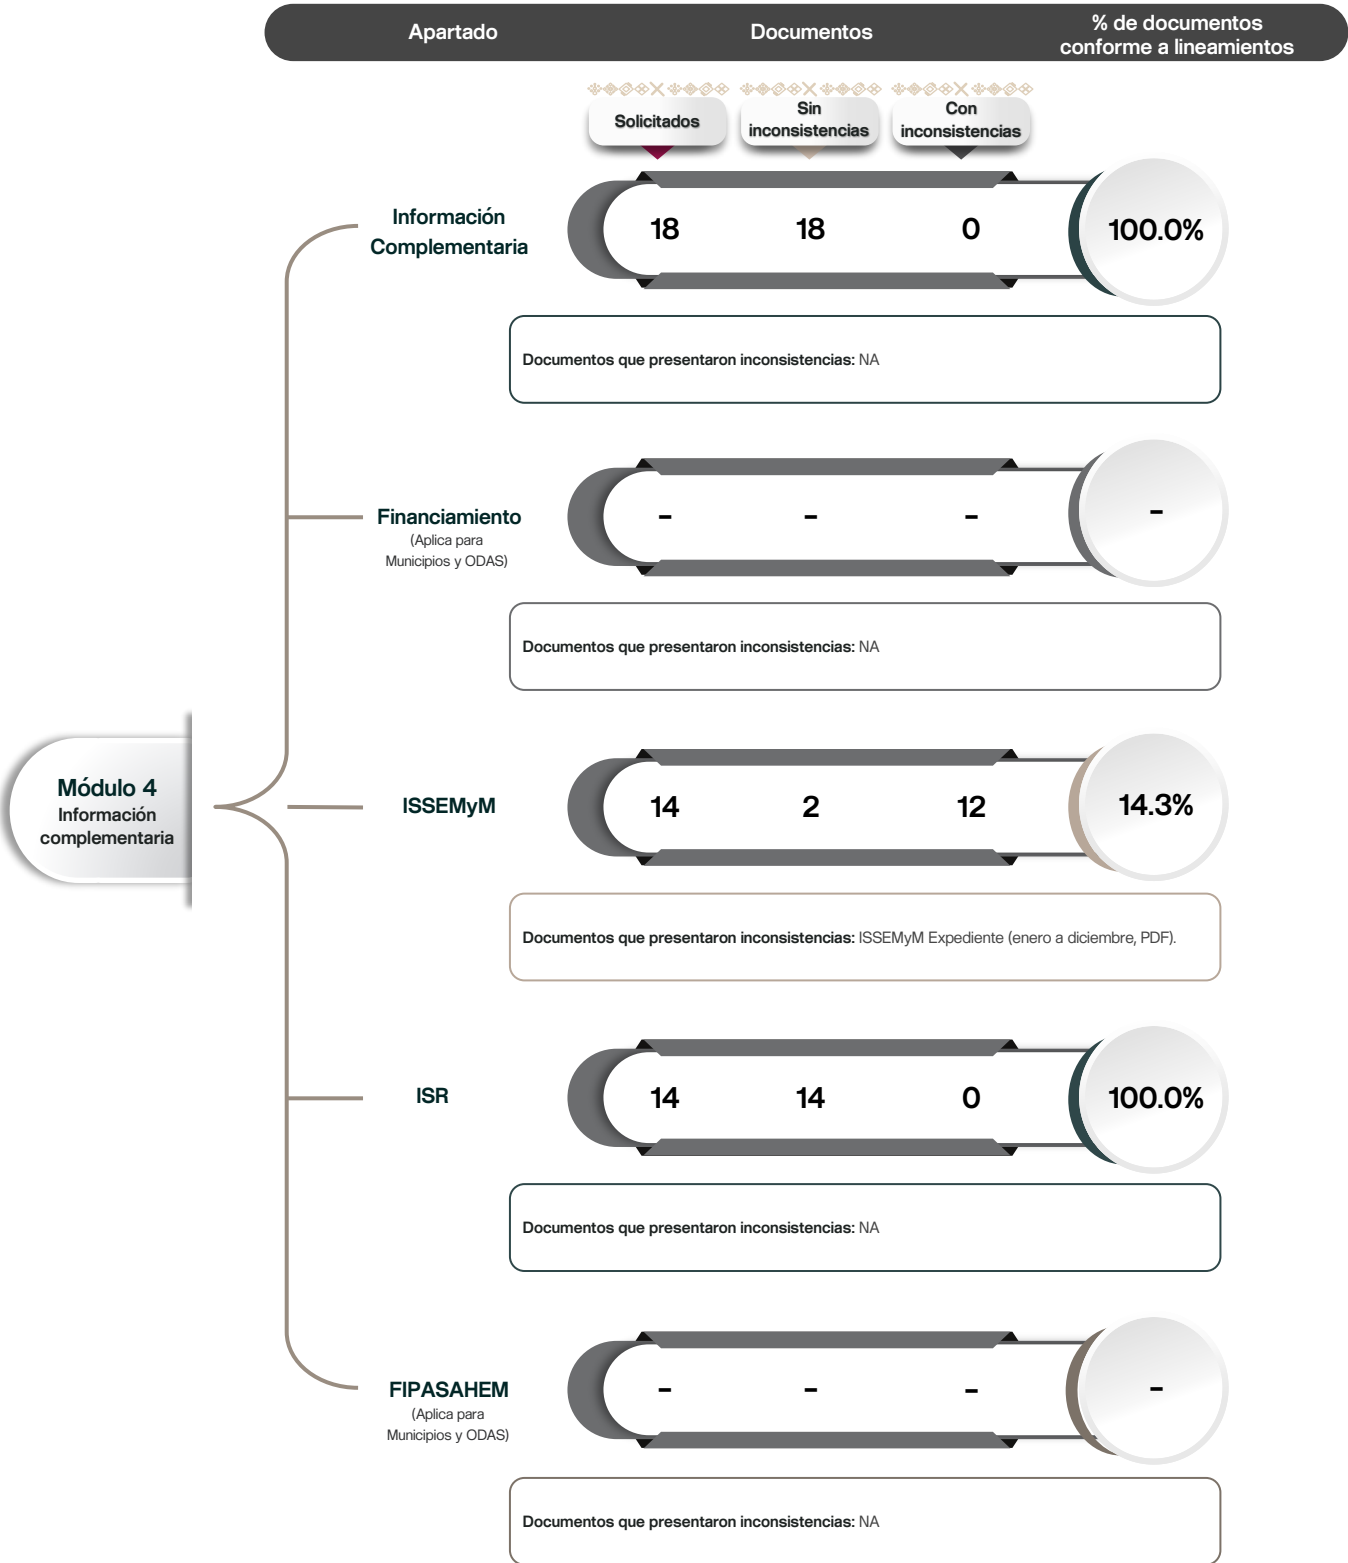 Apartado
Documentos
% de documentos
conforme a lineamientos
Solicitados
Sin
inconsistencias
Con
inconsistencias
Información
Complementaria
18
18
0
100.0%
Documentos que presentaron inconsistencias: NA
Financiamiento
(Aplica para
Municipios y ODAS)
-
-
-
-
Documentos que presentaron inconsistencias: NA
Módulo 4
Información
complementaria
ISSEMyM
14
2
12
14.3%
Documentos que presentaron inconsistencias: ISSEMyM Expediente (enero a diciembre, PDF).
ISR
14
14
0
100.0%
Documentos que presentaron inconsistencias: NA
FIPASAHEM
(Aplica para
Municipios y ODAS)
-
-
-
-
Documentos que presentaron inconsistencias: NA